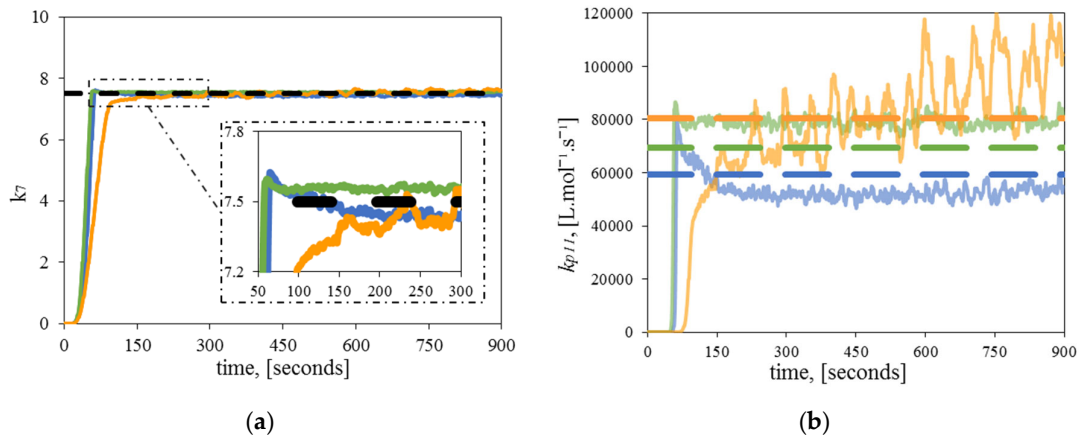 10
8
6
4
2
0
k7
0 150 300 450 600 750 900
time, [seconds]
7.8
7.5
7.2
50 100 150 200 250 300
(a)
120000
100000
80000
60000
40000
20000
0
kp11, [L.mol⁻¹.s⁻¹]
0 150 300 450 600 750 900
time, [seconds]
(b)